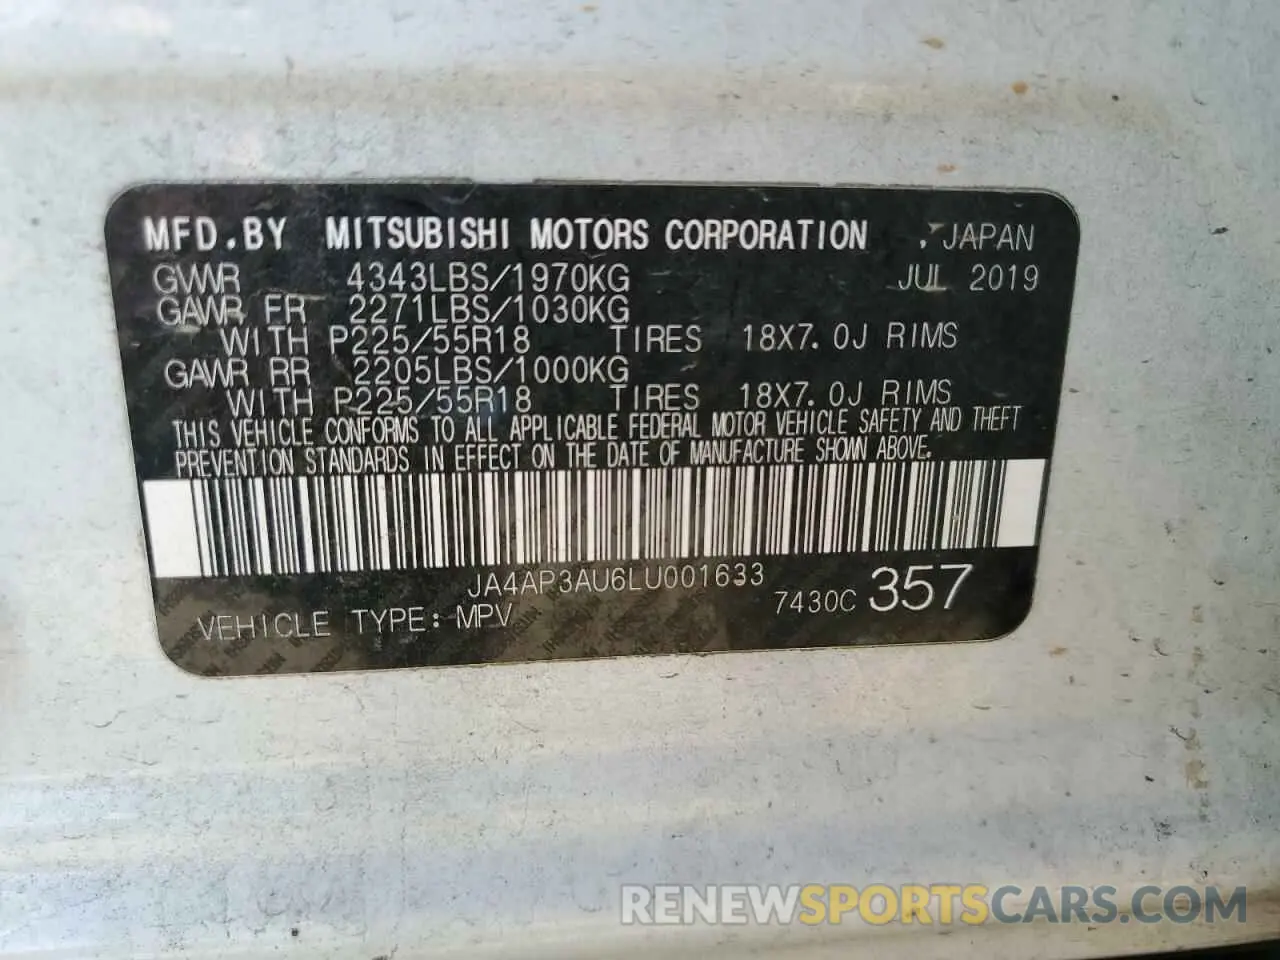 MFD.BY MITSUBISHI MOTORS CORPORATION , JAPAN
GVWR 4343LBS/1970KG JUL 2019
GAWR FR 2271LBS/1030KG
WITH P225/55R18 TIRES 18X7.0J RIMS
GAWR RR 2205LBS/1000KG
WITH P225/55R18 TIRES 18X7.0J RIMS
THIS VEHICLE CONFORMS TO ALL APPLICABLE FEDERAL MOTOR VEHICLE SAFETY AND THEFT
PREVENTION STANDARDS IN EFFECT ON THE DATE OF MANUFACTURE SHOWN ABOVE.
JA4AP3AU6LU001633
VEHICLE TYPE: MPV 7430C 357
RENEWSPORTSCARS.COM